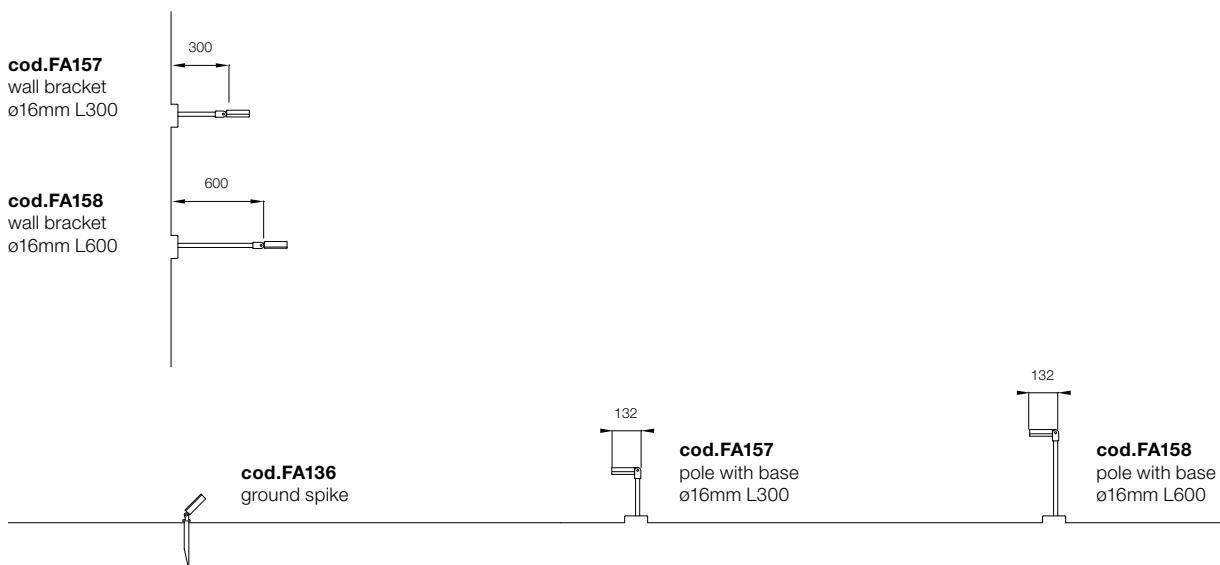 300
cod.FA157
wall bracket
ø16mm L300
600
cod.FA158
wall bracket
ø16mm L600
132
132
cod.FA136
ground spike
cod.FA157
pole with base
ø16mm L300
cod.FA158
pole with base
ø16mm L600